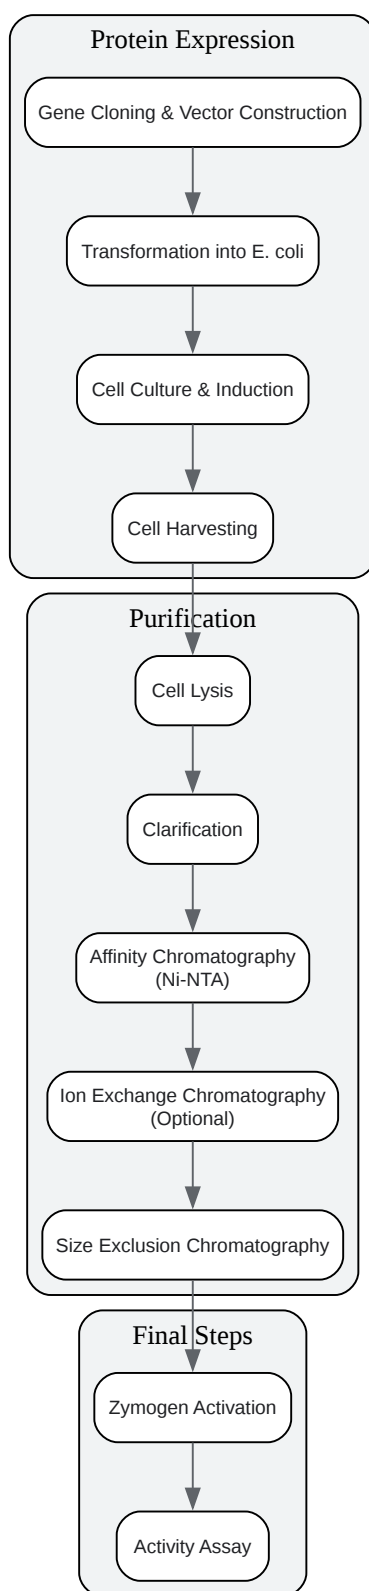 Protein Expression
Gene Cloning & Vector Construction
Transformation into E. coli
Cell Culture & Induction
Cell Harvesting
Purification
Cell Lysis
Clarification
Affinity Chromatography
(Ni-NTA)
Ion Exchange Chromatography
(Optional)
Size Exclusion Chromatography
Final Steps
Zymogen Activation
Activity Assay